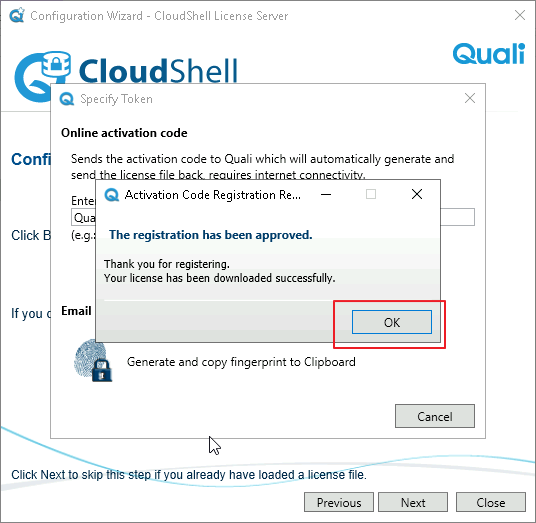 Configuration Wizard - CloudShell License Server
Quali
CloudShell
Specify Token
Confi
Online activation code
Sends the activation code to Quali which will automatically generate and
send the license file back, requires internet connectivity.
Enter
Qua
(e.g.:
Click B
Activation Code Registration Re...
The registration has been approved.
Thank you for registering.
Your license has been downloaded successfully.
OK
If you c
Email
Generate and copy fingerprint to Clipboard
Cancel
Click Next to skip this step if you already have loaded a license file.
Previous
Next
Close